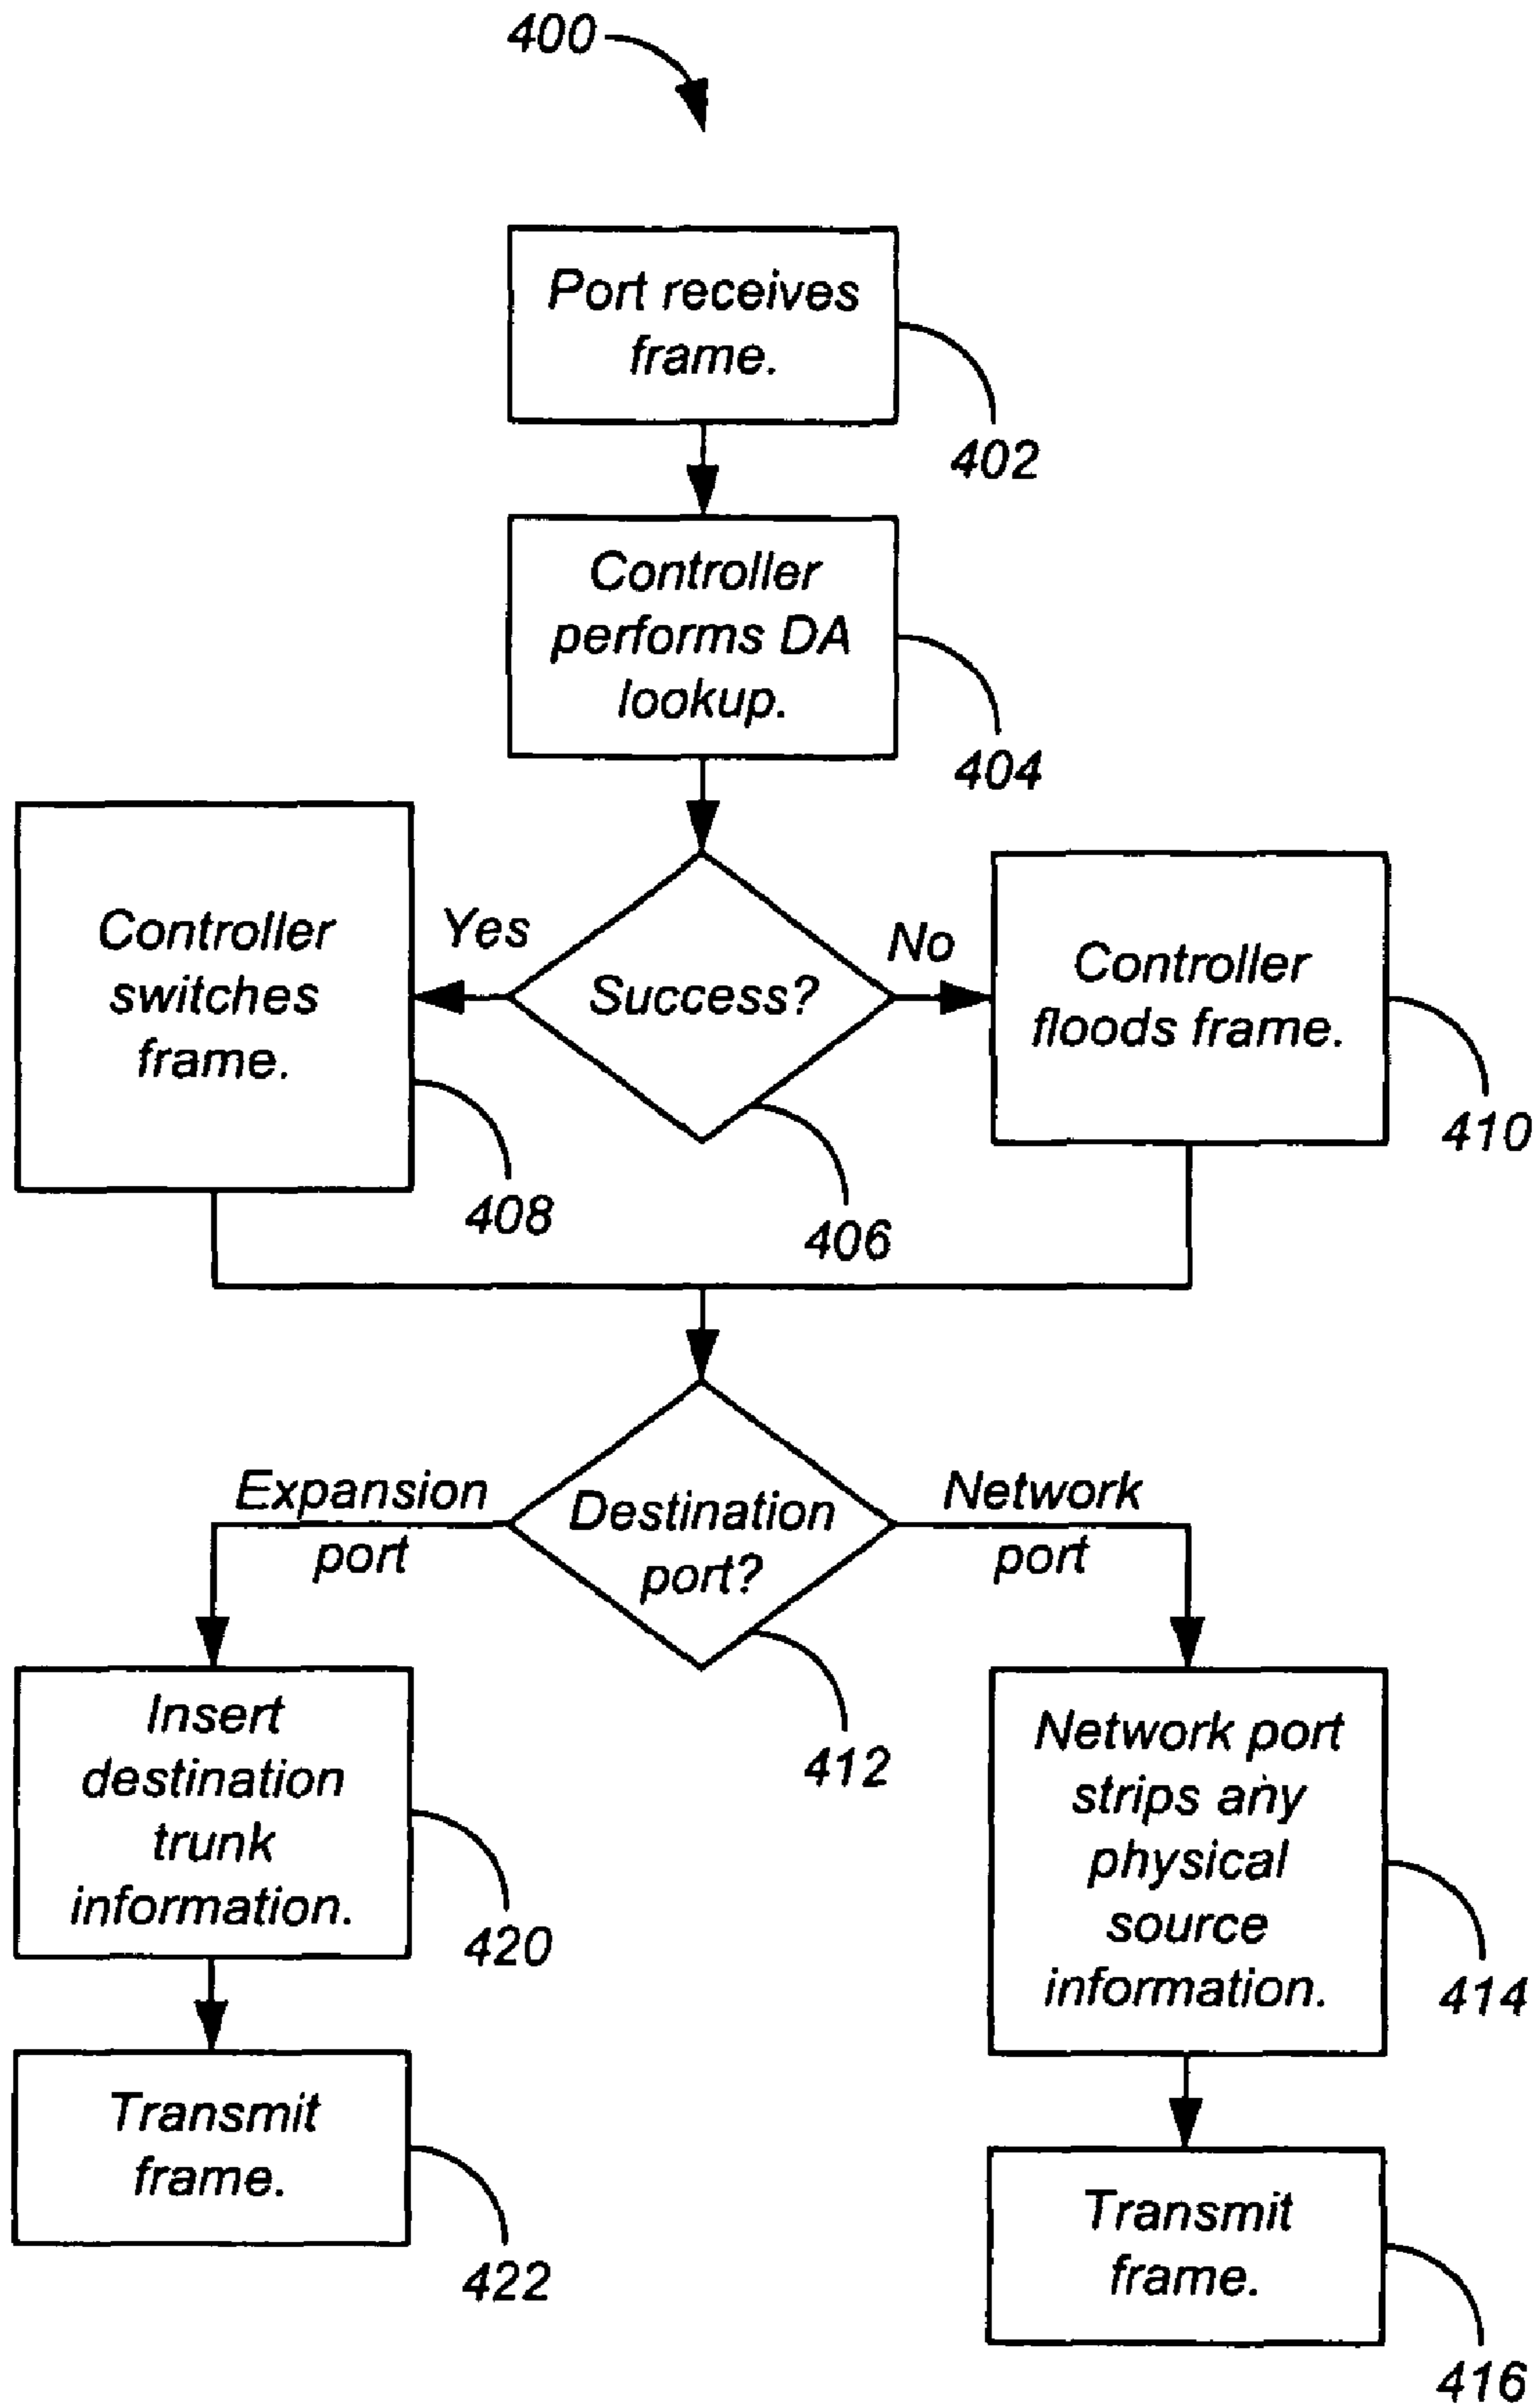 400
Port receives
frame.
402
Controller
performs DA
lookup.
404
Controller
switches
frame.
408
Yes
Success?
406
No
Controller
floods frame.
410
Expansion
port
Destination
port?
412
Network
port
Insert
destination
trunk
information.
420
Network port
strips any
physical
source
information.
414
Transmit
frame.
422
Transmit
frame.
416